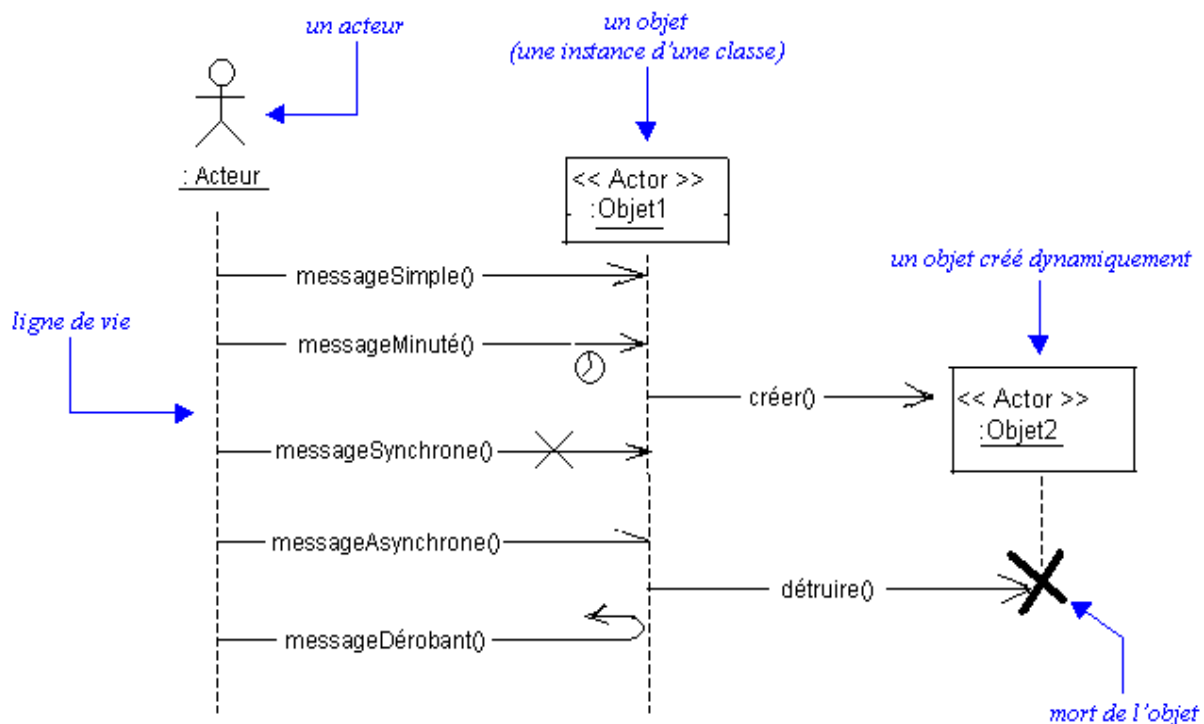 un acteur
un objet
(une instance d'une classe)
: Acteur
<< Actor >>
:Objet1
messageSimple()
un objet créé dynamiquement
ligne de vie
messageMinuté()
créer()
<< Actor >>
:Objet2
messageSynchrone()
messageAsynchrone()
détruire()
messageDérobant()
mort de l'objet